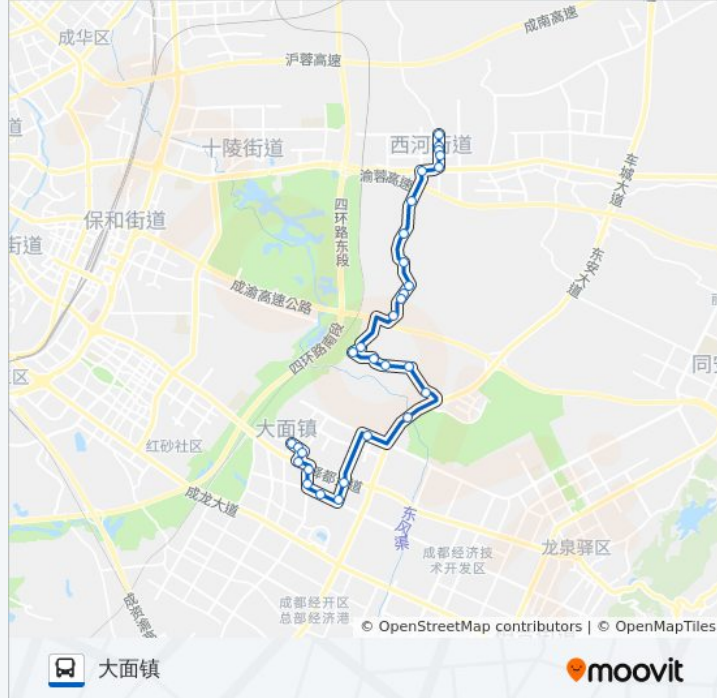 成南高速
成华区
沪蓉高速
十陵街道
西河街道
渝蓉高速
车城大道
道
保和街道
四环路东段
街道
东安大道
成渝高速公路
四环路南段
同安
区
大面镇
红砂社区
驿都大道
成龙大道
东风渠
龙泉驿区
成都经济技
术开发区
成都经开区
总部经济港
© OpenStreetMap contributors | © OpenMapTiles
大面镇
moovit